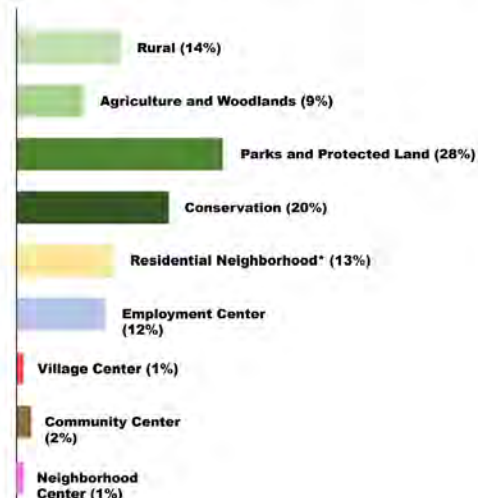 Rural (14%)
Agriculture and Woodlands (9%)
Parks and Protected Land (28%)
Conservation (20%)
Residential Neighborhood* (13%)
Employment Center
(12%)
Village Center (1%)
Community Center
(2%)
Neighborhood
Center (1%)